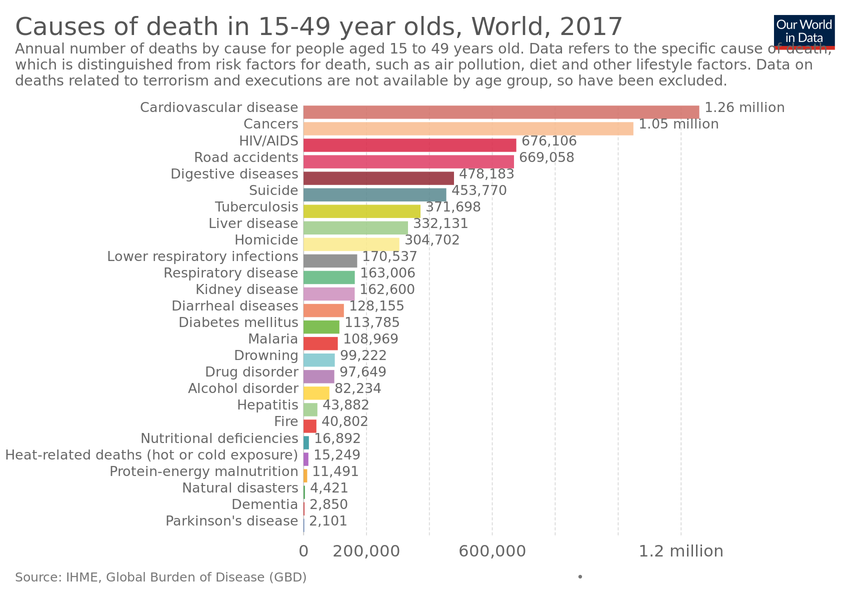 Causes of death in 15-49 year olds, World, 2017
Our World
in Data
Annual number of deaths by cause for people aged 15 to 49 years old. Data refers to the specific cause of death,
which is distinguished from risk factors for death, such as air pollution, diet and other lifestyle factors. Data on
deaths related to terrorism and executions are not available by age group, so have been excluded.
Cardiovascular disease 1.26 million
Cancers 1.05 million
HIV/AIDS 676,106
Road accidents 669,058
Digestive diseases 478,183
Suicide 453,770
Tuberculosis 371,698
Liver disease 332,131
Homicide 304,702
Lower respiratory infections 170,537
Respiratory disease 163,006
Kidney disease 162,600
Diarrheal diseases 128,155
Diabetes mellitus 113,785
Malaria 108,969
Drowning 99,222
Drug disorder 97,649
Alcohol disorder 82,234
Hepatitis 43,882
Fire 40,802
Nutritional deficiencies 16,892
Heat-related deaths (hot or cold exposure) 15,249
Protein-energy malnutrition 11,491
Natural disasters 4,421
Dementia 2,850
Parkinson's disease 2,101
0 200,000 600,000 1.2 million
Source: IHME, Global Burden of Disease (GBD) •